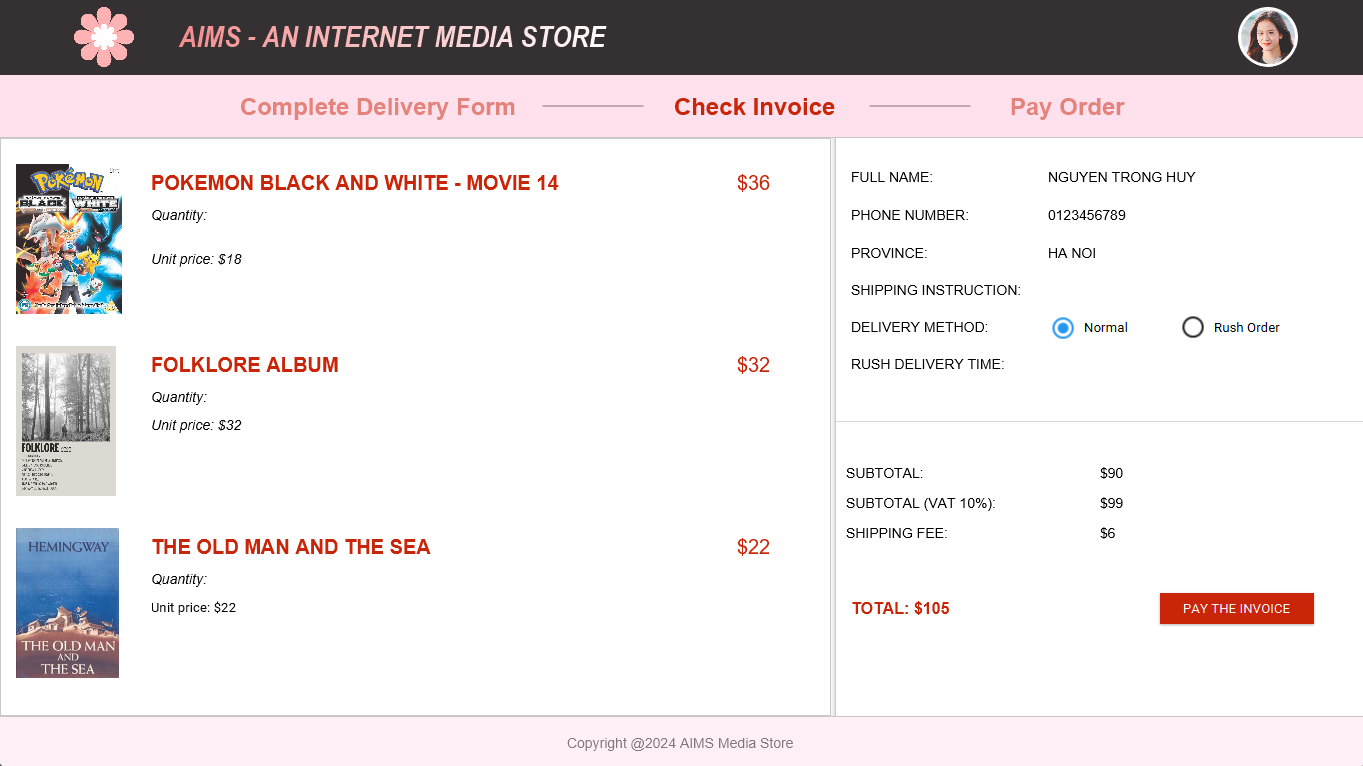 AIMS - AN INTERNET MEDIA STORE
Complete Delivery Form
Check Invoice
Pay Order
POKEMON BLACK AND WHITE - MOVIE 14
$36
Quantity:
Unit price: $18
Pokémon
BLACK
WHITE
FOLKLORE ALBUM
$32
Quantity:
Unit price: $32
FOLKLORE
THE OLD MAN AND THE SEA
$22
Quantity:
Unit price: $22
HEMINGWAY
THE OLD MAN
AND
THE SEA
FULL NAME: NGUYEN TRONG HUY
PHONE NUMBER: 0123456789
PROVINCE: HA NOI
SHIPPING INSTRUCTION:
DELIVERY METHOD: Normal Rush Order
RUSH DELIVERY TIME:
SUBTOTAL: $90
SUBTOTAL (VAT 10%): $99
SHIPPING FEE: $6
TOTAL: $105
PAY THE INVOICE
Copyright @2024 AIMS Media Store